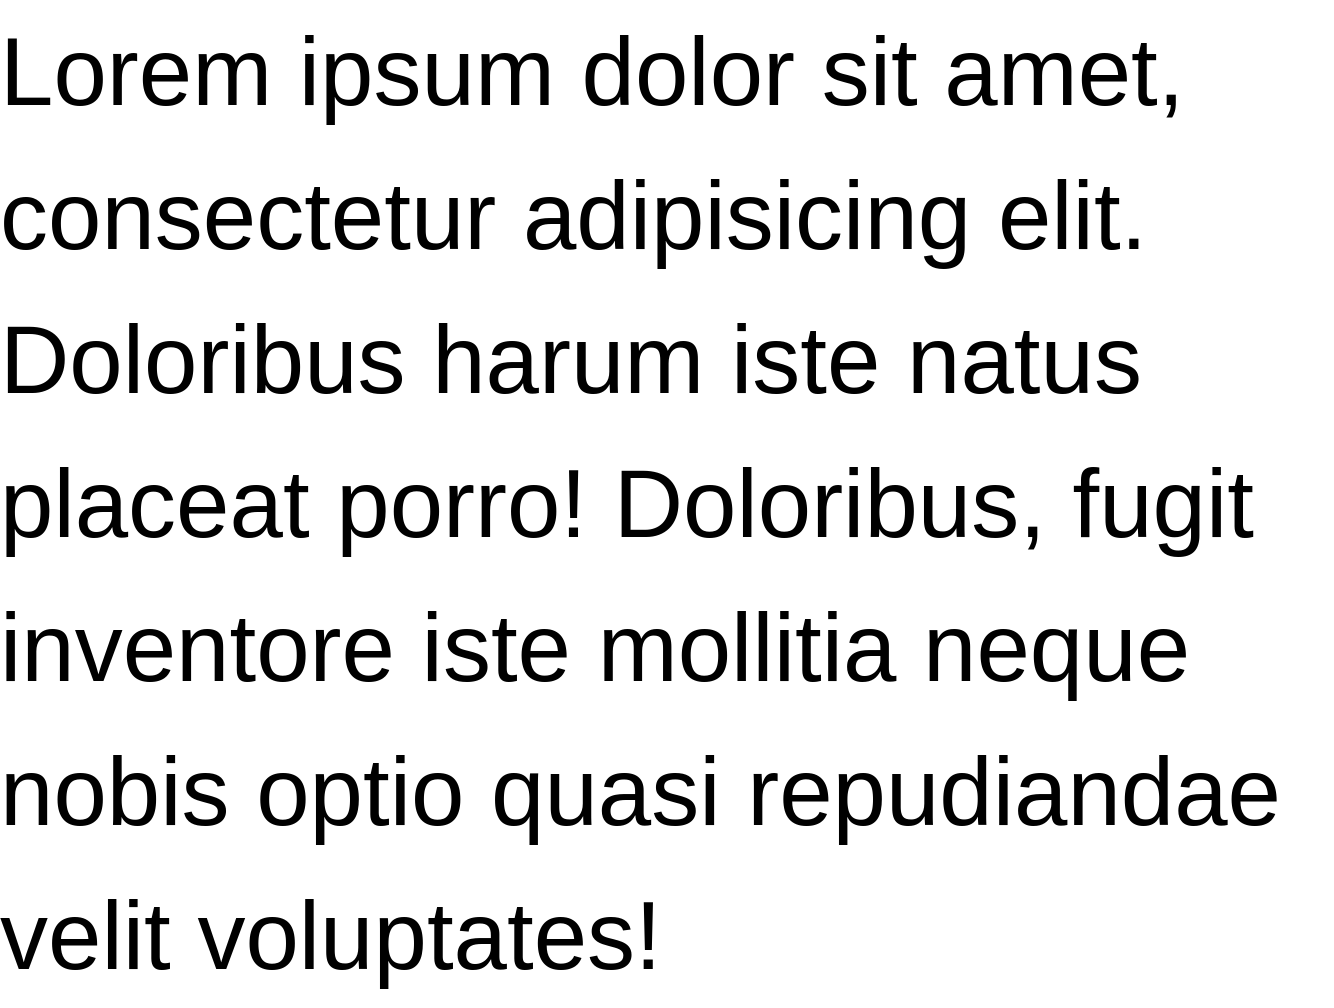 Lorem ipsum dolor sit amet,
consectetur adipisicing elit.
Doloribus harum iste natus
placeat porro! Doloribus, fugit
inventore iste mollitia neque
nobis optio quasi repudiandae
velit voluptates!